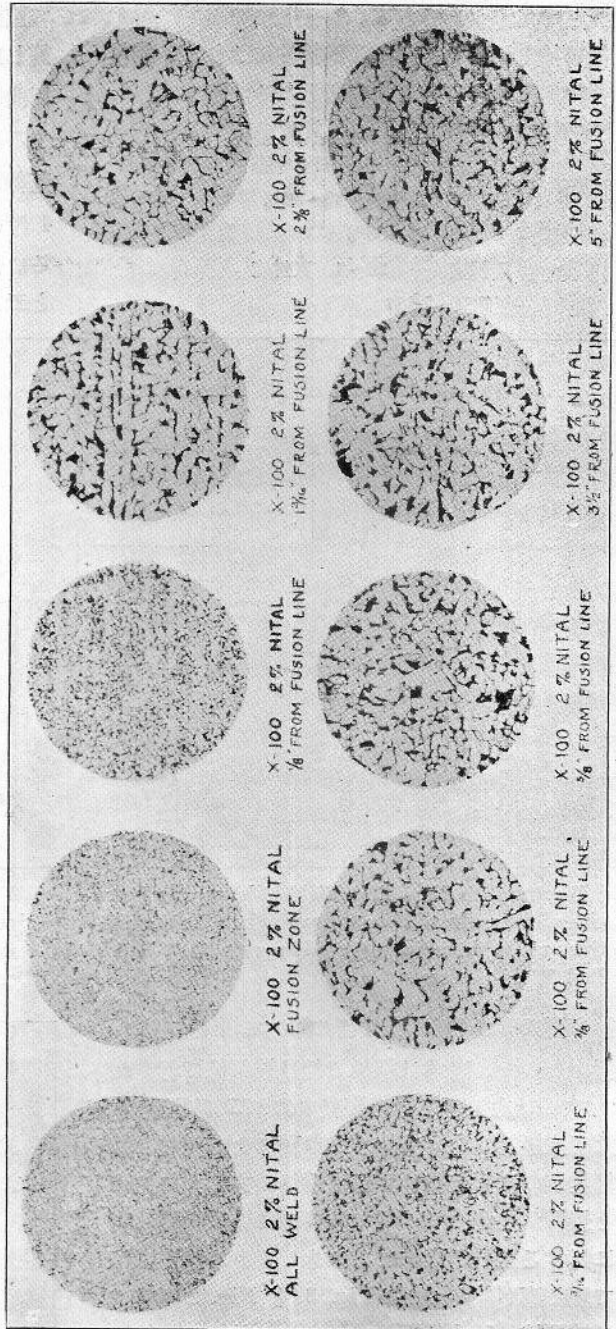 X-100 2% NITAL
ALL WELD
X-100 2% NITAL
FUSION ZONE
X-100 2% NITAL
1/8" FROM FUSION LINE
X-100 2% NITAL
1 9/16" FROM FUSION LINE
X-100 2% NITAL
FROM FUSION LINE
X-100 2% NITAL
3/16" FROM FUSION LINE
X-100 2% NITAL
3/8" FROM FUSION LINE
X-100 2% NITAL
5/8" FROM FUSION LINE
X-100 2% NITAL
3 1/2" FROM FUSION LINE
X-100 2% NITAL
5" FROM FUSION LINE